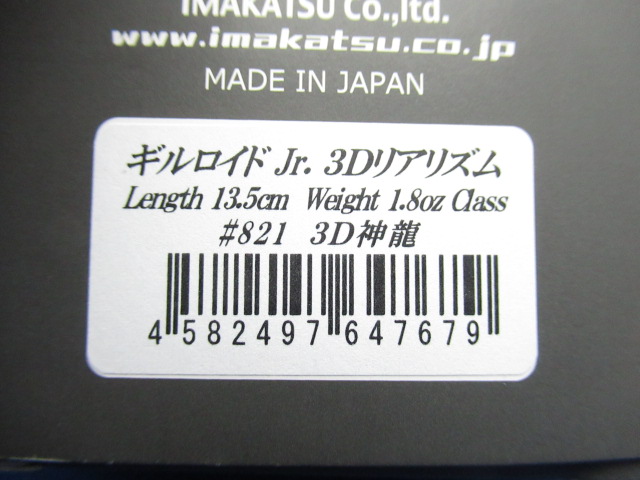 IMAKATSU Co.,ltd.
www.imakatsu.co.jp
MADE IN JAPAN
ギルロイド Jr. 3Dリアリズム
Length 13.5cm Weight 1.8oz Class
#821 3D神龍
4 582497 647679